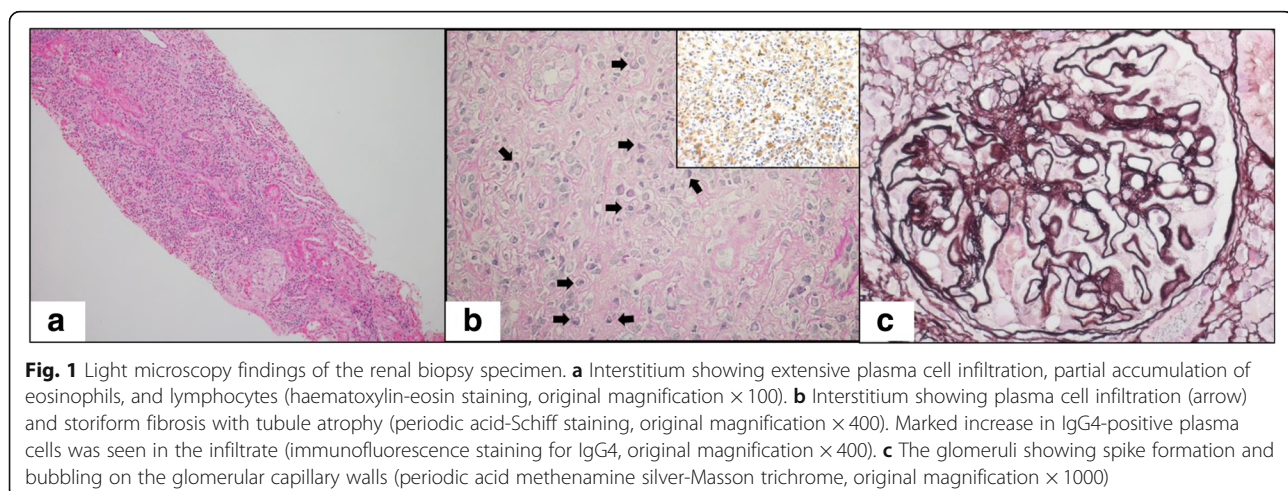 a
b
c
Fig. 1 Light microscopy findings of the renal biopsy specimen. a Interstitium showing extensive plasma cell infiltration, partial accumulation of
eosinophils, and lymphocytes (haematoxylin-eosin staining, original magnification × 100). b Interstitium showing plasma cell infiltration (arrow)
and storiform fibrosis with tubule atrophy (periodic acid-Schiff staining, original magnification × 400). Marked increase in IgG4-positive plasma
cells was seen in the infiltrate (immunofluorescence staining for IgG4, original magnification × 400). c The glomeruli showing spike formation and
bubbling on the glomerular capillary walls (periodic acid methenamine silver-Masson trichrome, original magnification × 1000)